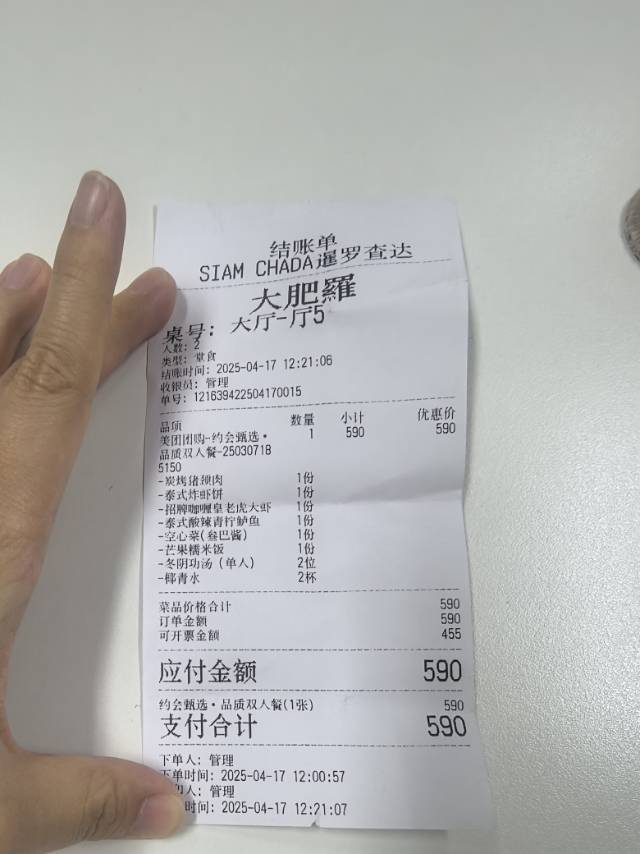 结账单
SIAM CHADA暹罗查达
大肥羅
桌号: 大厅-厅5
人数: 2
类型: 堂食
结账时间: 2025-04-17 12:21:06
收银员: 管理
单号: 121639422504170015
品项 数量 小计 优惠价
美团团购-约会甄选· 1 590 590
品质双人餐-25030718
5150
-炭烤猪颈肉 1份
-泰式炸虾饼 1份
-招牌咖喱皇老虎大虾 1份
-泰式酸辣青柠鲈鱼 1份
-空心菜(叁巴酱) 1份
-芒果糯米饭 1份
-冬阴功汤(单人) 2位
-椰青水 2杯
菜品价格合计 590
订单金额 590
可开票金额 455
应付金额 590
约会甄选·品质双人餐(1张) 590
支付合计 590
下单人: 管理
下单时间: 2025-04-17 12:00:57
人: 管理
时间: 2025-04-17 12:21:07